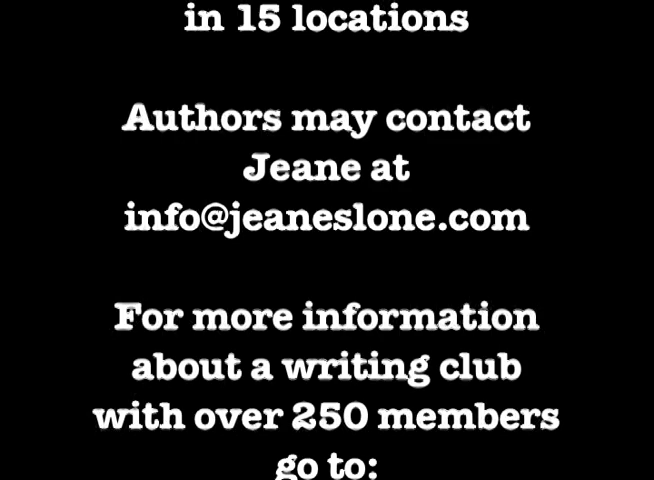 in 15 locations
Authors may contact
Jeane at
info@jeaneslone.com
For more information
about a writing club
with over 250 members
go to: